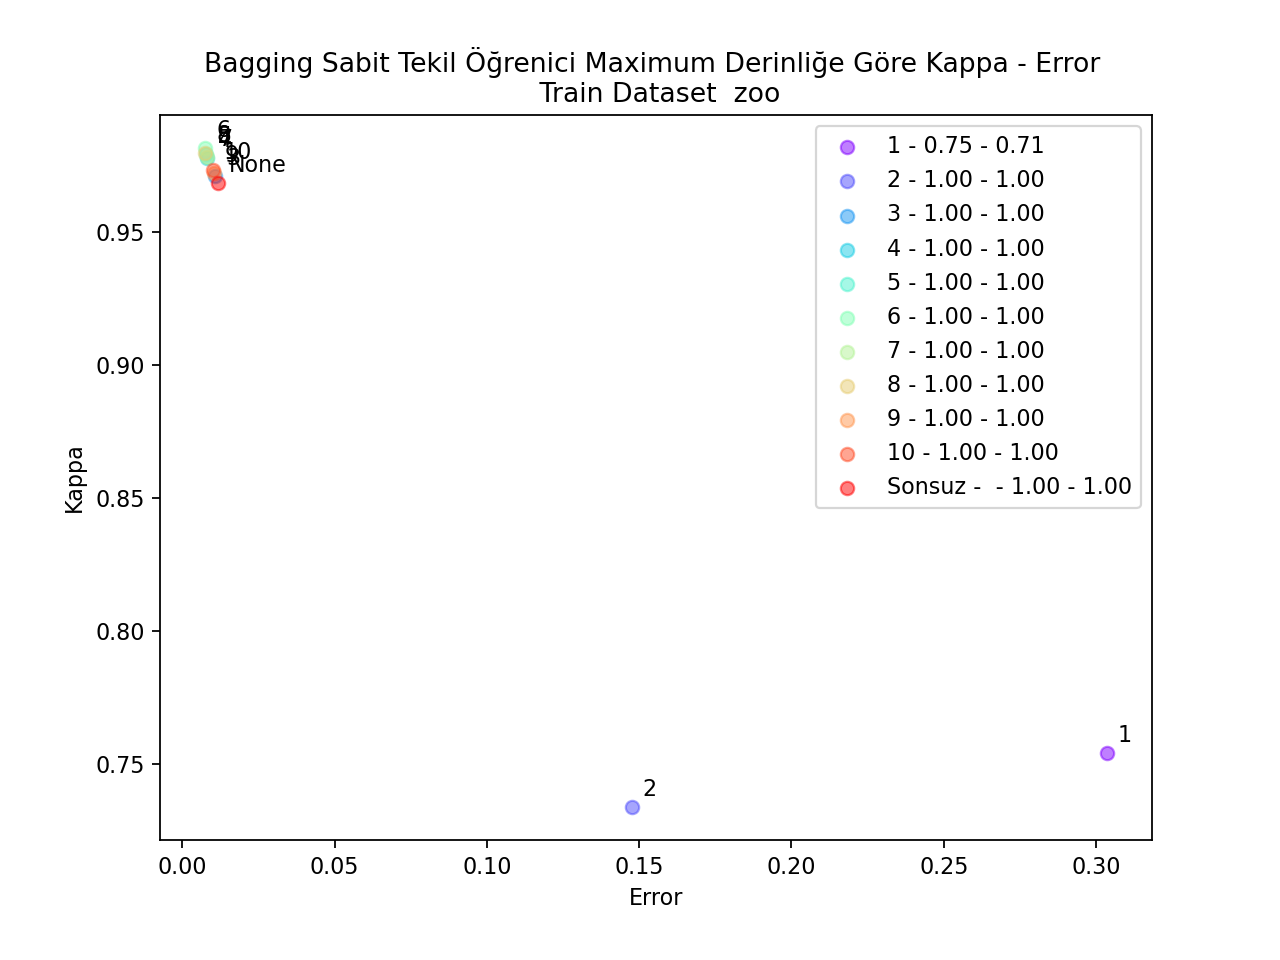 Bagging Sabit Tekil Öğrenici Maximum Derinliğe Göre Kappa - Error
Train Dataset  zoo
6
10
None
1 - 0.75 - 0.71
2 - 1.00 - 1.00
3 - 1.00 - 1.00
4 - 1.00 - 1.00
5 - 1.00 - 1.00
6 - 1.00 - 1.00
7 - 1.00 - 1.00
8 - 1.00 - 1.00
9 - 1.00 - 1.00
10 - 1.00 - 1.00
Sonsuz -  - 1.00 - 1.00
0.95
0.90
0.85
0.80
0.75
Kappa
1
2
0.00 0.05 0.10 0.15 0.20 0.25 0.30
Error